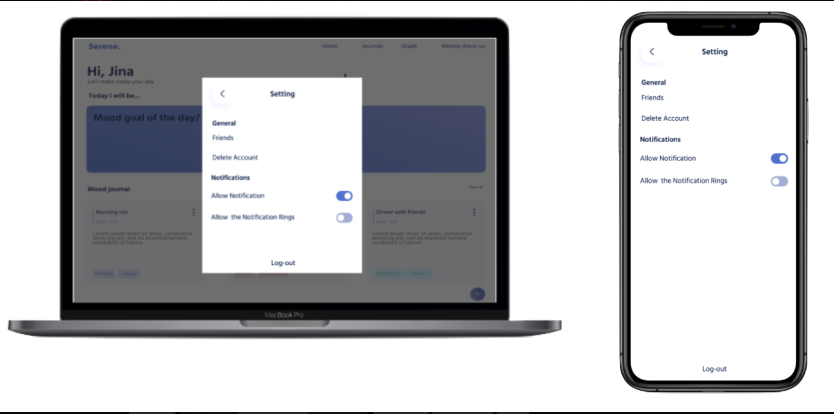 Serene.
Home Journals Graph Weekly check up
Hi, Jina
Let's make today your day
Today I will be...
Mood goal of the day/
Mood journal
See all
Morning run
Dinner with friends
Setting
General
Friends
Delete Account
Notifications
Allow Notification
Allow the Notification Rings
Log-out
MacBook Pro
Setting
General
Friends
Delete Account
Notifications
Allow Notification
Allow the Notification Rings
Log-out